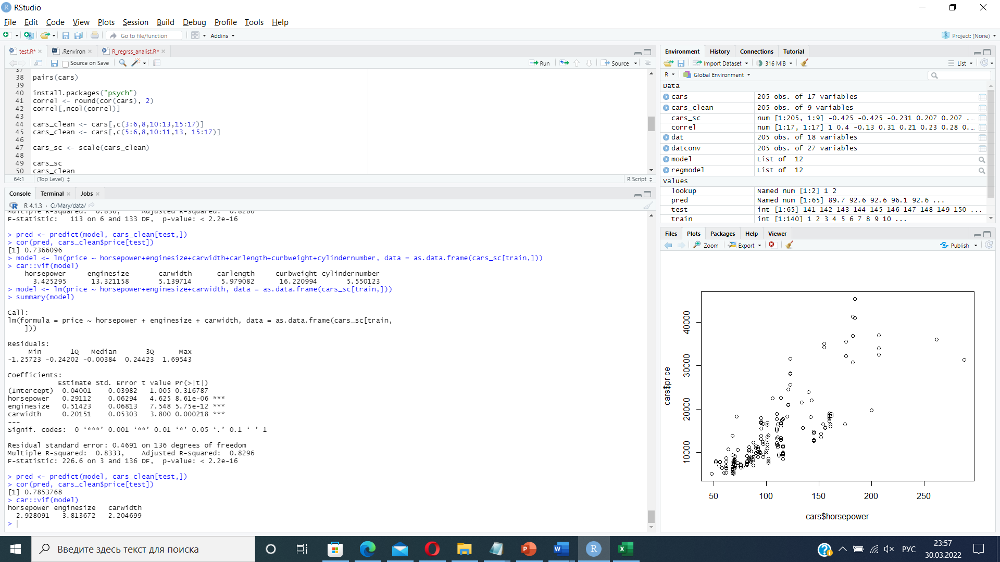 RStudio
File Edit Code View Plots Session Build Debug Profile Tools Help
Go to file/function Addins Project: (None)
test.R* .Renviron R_regrss_analist.R*
Source on Save Run Source
37
38 pairs(cars)
39
40 install.packages("psych")
41 correl <- round(cor(cars), 2)
42 correl[,ncol(correl)]
43
44 cars_clean <- cars[,c(3:6,8,10:13,15:17)]
45 cars_clean <- cars[,c(5:6,8,10:11,13, 15:17)]
46
47 cars_sc <- scale(cars_clean)
48
49 cars_sc
50 cars_clean
64:1 (Top Level) R Script
Console Terminal Jobs
R 4.1.3 · C:/Mary/data/
Multiple R-squared: 0.836, Adjusted R-squared: 0.8286
F-statistic: 113 on 6 and 133 DF, p-value: < 2.2e-16
> pred <- predict(model, cars_clean[test,])
> cor(pred, cars_clean$price[test])
[1] 0.7366096
> model <- lm(price ~ horsepower+enginesize+carwidth+carlength+curbweight+cylindernumber, data = as.data.frame(cars_sc[train,]))
> car::vif(model)
horsepower enginesize carwidth carlength curbweight cylindernumber
3.425295 13.321158 5.139714 5.979082 16.220994 5.550123
> model <- lm(price ~ horsepower+enginesize+carwidth, data = as.data.frame(cars_sc[train,]))
> summary(model)
Call:
lm(formula = price ~ horsepower + enginesize + carwidth, data = as.data.frame(cars_sc[train,
]))
Residuals:
Min 1Q Median 3Q Max
-1.25723 -0.24202 -0.00384 0.24423 1.69543
Coefficients:
Estimate Std. Error t value Pr(>|t|)
(Intercept) 0.04001 0.03982 1.005 0.316787
horsepower 0.29112 0.06294 4.625 8.61e-06 ***
enginesize 0.51423 0.06813 7.548 5.75e-12 ***
carwidth 0.20151 0.05303 3.800 0.000218 ***
---
Signif. codes: 0 ‘***’ 0.001 ‘**’ 0.01 ‘*’ 0.05 ‘.’ 0.1 ‘ ’ 1
Residual standard error: 0.4691 on 136 degrees of freedom
Multiple R-squared: 0.8333, Adjusted R-squared: 0.8296
F-statistic: 226.6 on 3 and 136 DF, p-value: < 2.2e-16
> pred <- predict(model, cars_clean[test,])
> cor(pred, cars_clean$price[test])
[1] 0.7853768
> car::vif(model)
horsepower enginesize carwidth
2.928091 3.813672 2.204699
>
Environment History Connections Tutorial
Import Dataset 316 MiB List
R Global Environment
Data
cars 205 obs. of 17 variables
cars_clean 205 obs. of 9 variables
cars_sc num [1:205, 1:9] -0.425 -0.425 -0.231 0.207 0.207 ...
correl num [1:17, 1:17] 1 0.4 -0.13 0.31 0.21 0.23 0.28 0...
dat 205 obs. of 18 variables
datconv 205 obs. of 27 variables
model List of 12
regmodel List of 12
Values
lookup Named num [1:2] 1 2
pred Named num [1:65] 89.7 92.6 92.6 96.1 92.6 ...
test int [1:65] 141 142 143 144 145 146 147 148 149 150 ...
train int [1:140] 1 2 3 4 5 6 7 8 9 10 ...
Files Plots Packages Help Viewer
Zoom Export Publish
cars$price
40000
30000
20000
10000
50 100 150 200 250
cars$horsepower
Введите здесь текст для поиска
РУС
23:57
30.03.2022